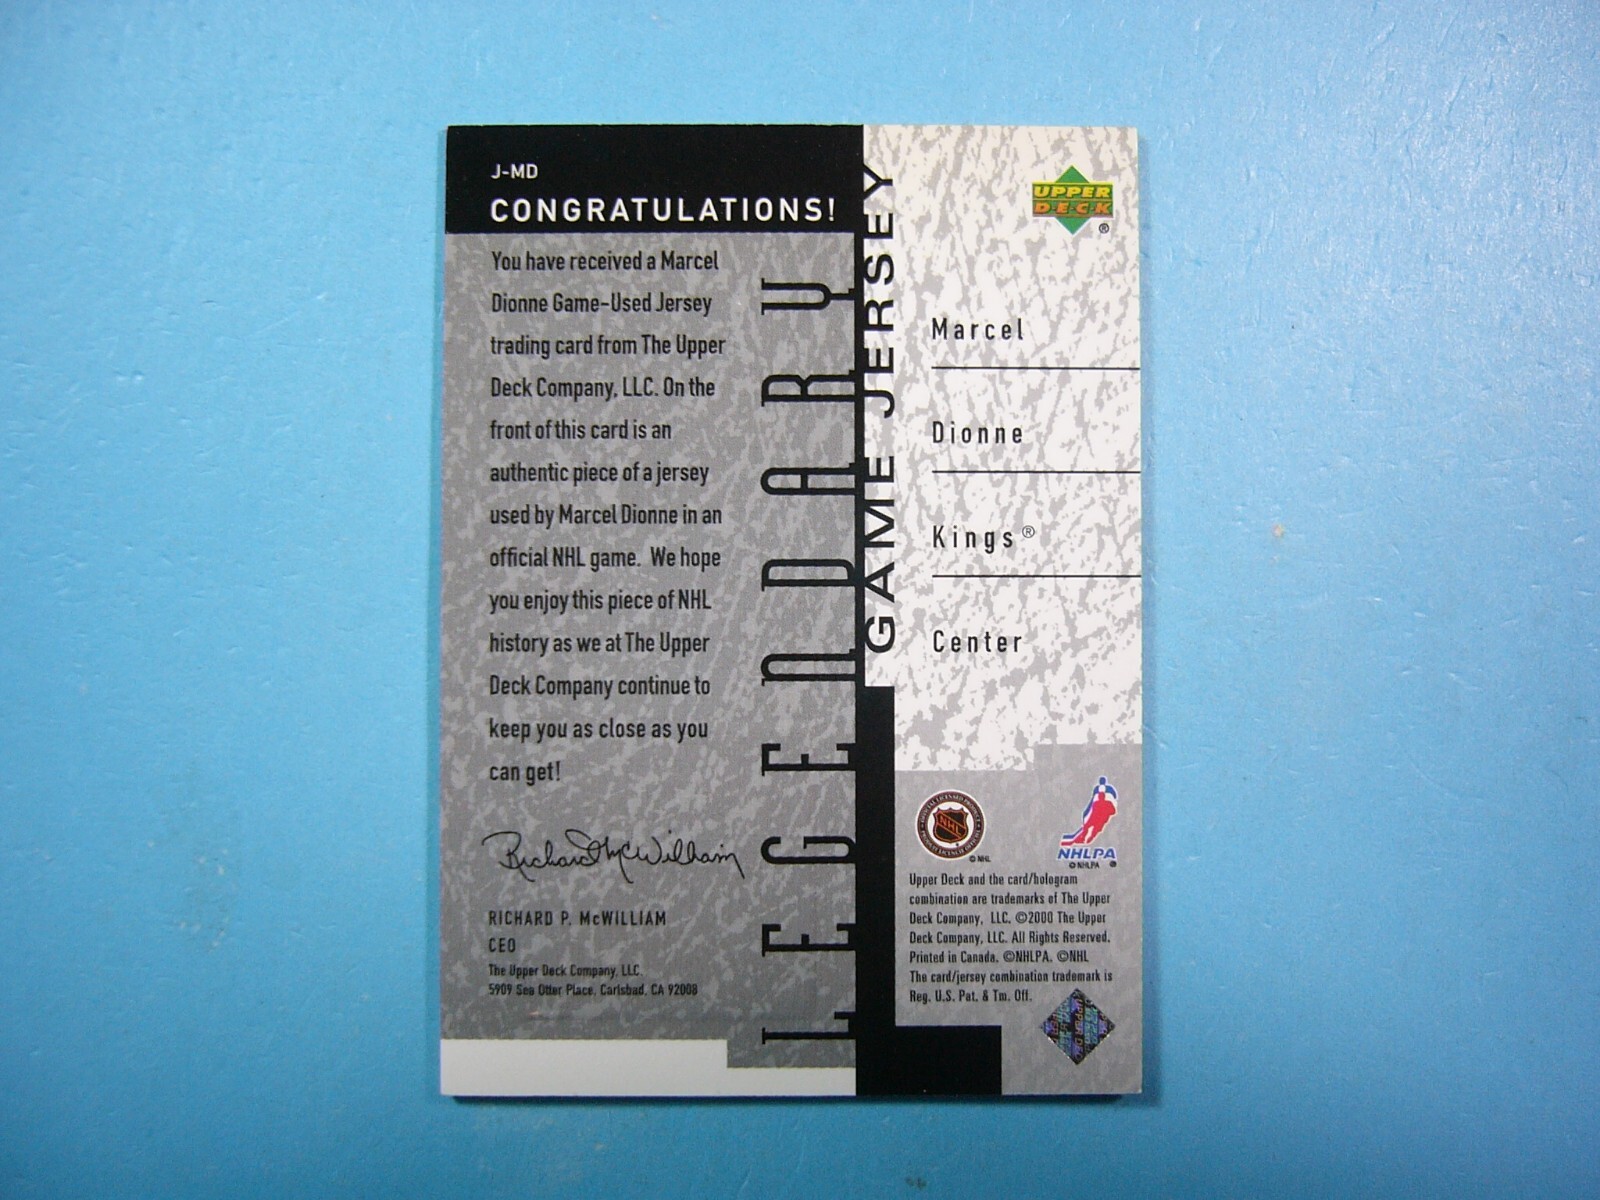 J-MD
CONGRATULATIONS!
You have received a Marcel
Dionne Game-Used Jersey
trading card from The Upper
Deck Company, LLC. On the
front of this card is an
authentic piece of a jersey
used by Marcel Dionne in an
official NHL game. We hope
you enjoy this piece of NHL
history as we at The Upper
Deck Company continue to
keep you as close as you
can get!
Richard McWilliam
RICHARD P. McWILLIAM
CEO
The Upper Deck Company, LLC.
5909 Sea Otter Place, Carlsbad, CA 92008
LEGENDARY
GAME JERSEY
UPPER
DECK
®
Marcel
Dionne
Kings®
Center
NHL
© NHL
NHLPA
© NHLPA ®
Upper Deck and the card/hologram
combination are trademarks of The Upper
Deck Company, LLC. ©2000 The Upper
Deck Company, LLC. All Rights Reserved.
Printed in Canada. ©NHLPA. ©NHL
The card/jersey combination trademark is
Reg. U.S. Pat. & Tm. Off.